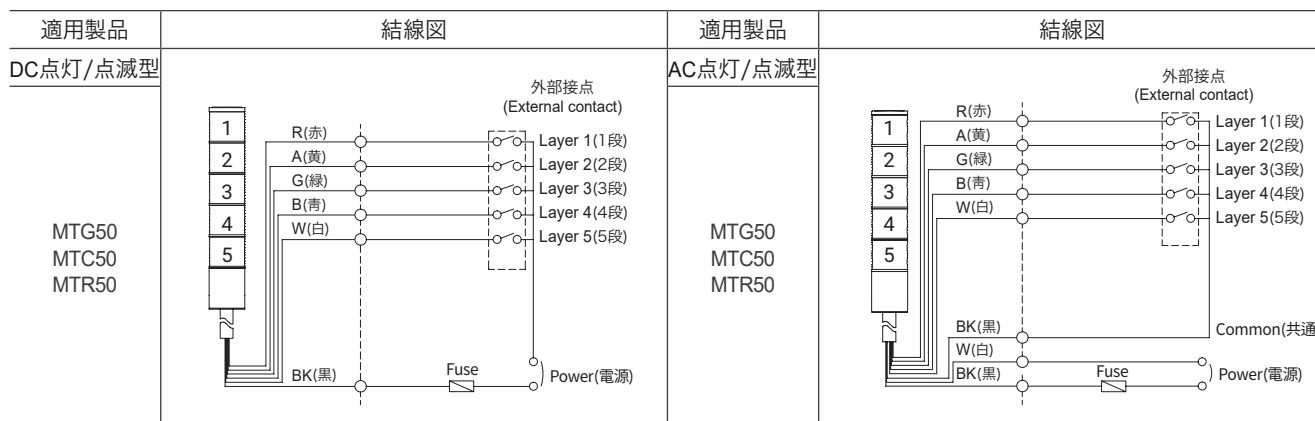 適用製品
結線図
適用製品
結線図
DC点灯/点滅型
MTG50
MTC50
MTR50
外部接点
(External contact)
1
2
3
4
5
R(赤)
A(黄)
G(緑)
B(青)
W(白)
Layer 1(1段)
Layer 2(2段)
Layer 3(3段)
Layer 4(4段)
Layer 5(5段)
BK(黒)
Fuse
Power(電源)
AC点灯/点滅型
MTG50
MTC50
MTR50
外部接点
(External contact)
1
2
3
4
5
R(赤)
A(黄)
G(緑)
B(青)
W(白)
Layer 1(1段)
Layer 2(2段)
Layer 3(3段)
Layer 4(4段)
Layer 5(5段)
BK(黒)
Common(共通
W(白)
BK(黒)
Fuse
Power(電源)